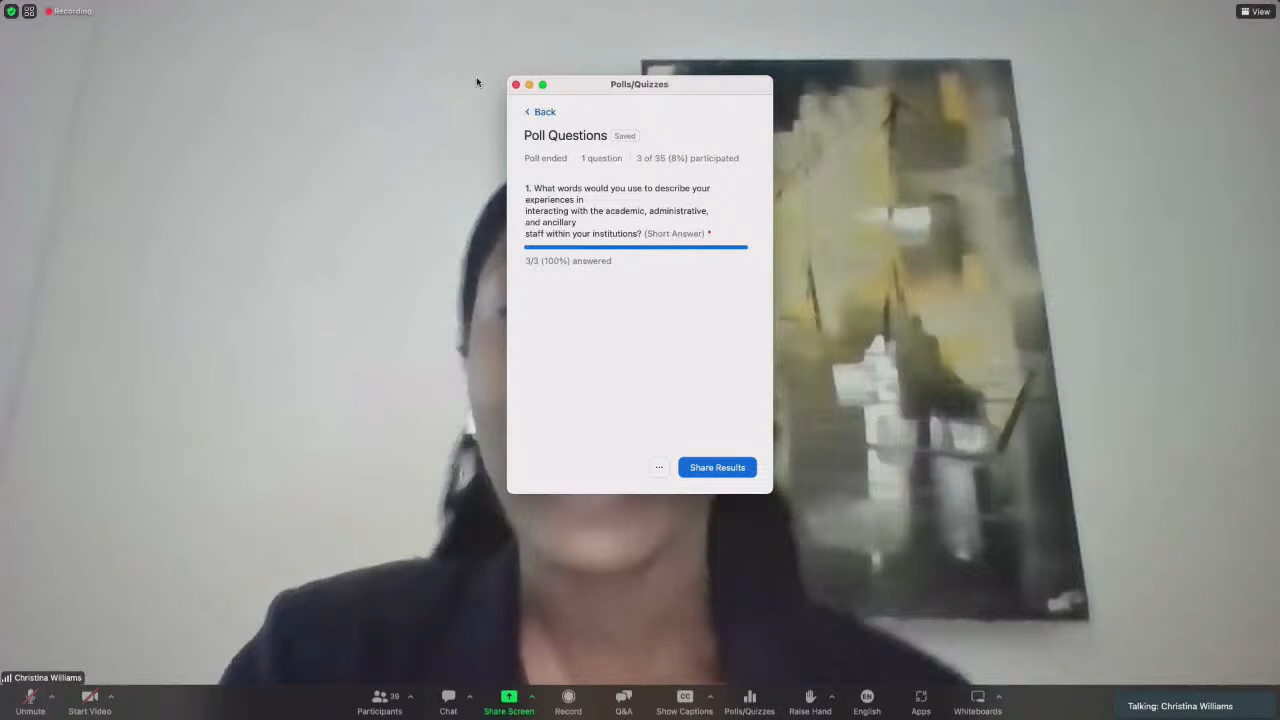 Recording
View
Polls/Quizzes
Back
Poll Questions Saved
Poll ended 1 question 3 of 35 (8%) participated
1. What words would you use to describe your
experiences in
interacting with the academic, administrative,
and ancillary
staff within your institutions? (Short Answer) *
3/3 (100%) answered
... Share Results
Christina Williams
Unmute Start Video Participants 39 Chat Share Screen Record Q&A CC Show Captions Polls/Quizzes Raise Hand EN English Apps Whiteboards
Talking: Christina Williams